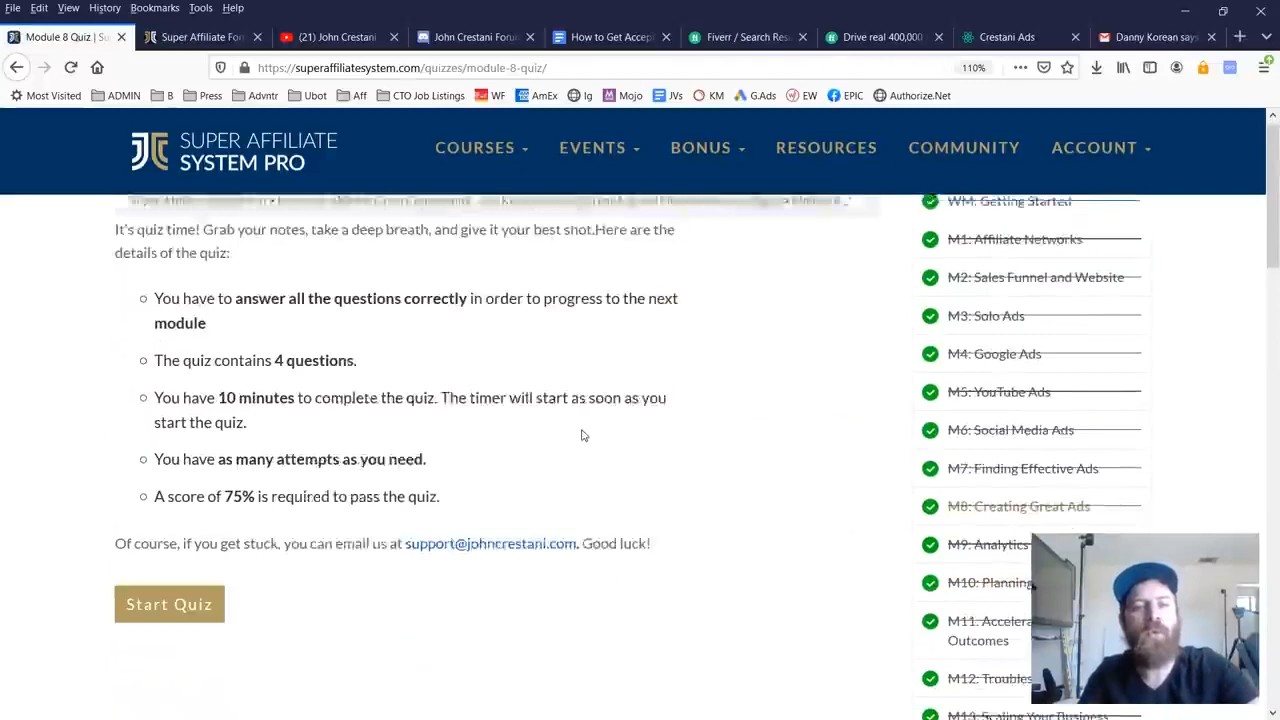 File Edit View History Bookmarks Tools Help
Module 8 Quiz | Su
Super Affiliate For
(21) John Crestani
John Crestani Foru
How to Get Accep
Fiverr / Search Res
Drive real 400,000
Crestani Ads
Danny Korean says
https://superaffiliatesystem.com/quizzes/module-8-quiz/
110%
Most Visited ADMIN B Press Advntr Ubot Aff CTO Job Listings WF AmEx Ig Mojo JVs KM G.Ads EW EPIC Authorize.Net
SUPER AFFILIATE
SYSTEM PRO
COURSES EVENTS BONUS RESOURCES COMMUNITY ACCOUNT
It's quiz time! Grab your notes, take a deep breath, and give it your best shot.Here are the
details of the quiz:
You have to answer all the questions correctly in order to progress to the next
module
The quiz contains 4 questions.
You have 10 minutes to complete the quiz. The timer will start as soon as you
start the quiz.
You have as many attempts as you need.
A score of 75% is required to pass the quiz.
Of course, if you get stuck, you can email us at support@johncrestani.com. Good luck!
Start Quiz
WM: Getting Started
M1: Affiliate Networks
M2: Sales Funnel and Website
M3: Solo Ads
M4: Google Ads
M5: YouTube Ads
M6: Social Media Ads
M7: Finding Effective Ads
M8: Creating Great Ads
M9: Analytics
M10: Planning
M11: Accelera
Outcomes
M12: Troubles
M13: Scaling Your Business